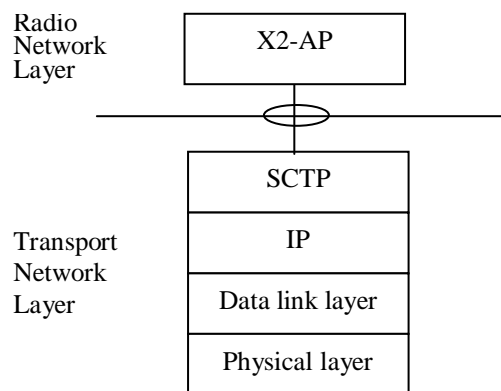 Radio
Network
Layer
X2-AP
SCTP
IP
Transport
Network
Layer
Data link layer
Physical layer